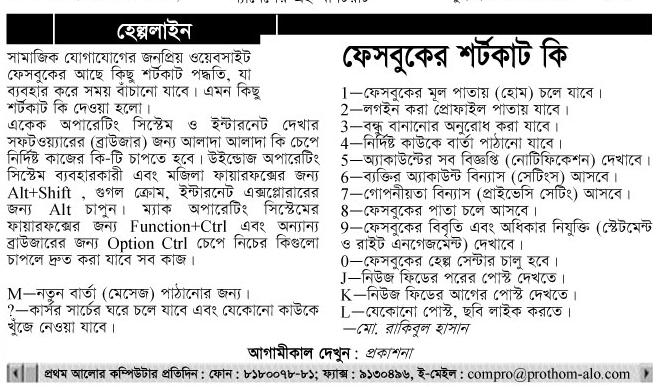 হেল্পলাইন
সামাজিক যোগাযোগের জনপ্রিয় ওয়েবসাইট
ফেসবুকের আছে কিছু শর্টকাট পদ্ধতি, যা
ব্যবহার করে সময় বাঁচানো যাবে। এমন কিছু
শর্টকাট কি দেওয়া হলো।
একেক অপারেটিং সিস্টেম ও ইন্টারনেট দেখার
সফটওয়্যারের (ব্রাউজার) জন্য আলাদা আলাদা কি চেপে
নির্দিষ্ট কাজের কি-টি চাপতে হবে। উইন্ডোজ অপারেটিং
সিস্টেম ব্যবহারকারী এবং মজিলা ফায়ারফক্সের জন্য
Alt+Shift , গুগল ক্রোম, ইন্টারনেট এক্সপ্লোরারের
জন্য Alt চাপুন। ম্যাক অপারেটিং সিস্টেমের
ফায়ারফক্সের জন্য Function+Ctrl এবং অন্যান্য
ব্রাউজারের জন্য Option Ctrl চেপে নিচের কিগুলো
চাপলে দ্রুত করা যাবে সব কাজ।
M—নতুন বার্তা (মেসেজ) পাঠানোর জন্য।
?—কার্সর সার্চের ঘরে চলে যাবে এবং যেকোনো কাউকে
খুঁজে নেওয়া যাবে।
ফেসবুকের শর্টকাট কি
1—ফেসবুকের মূল পাতায় (হোম) চলে যাবে।
2—লগইন করা প্রোফাইল পাতায় যাবে।
3—বন্ধু বানানোর অনুরোধ করা যাবে।
4—নির্দিষ্ট কাউকে বার্তা পাঠানো যাবে।
5—অ্যাকাউন্টের সব বিজ্ঞপ্তি (নোটিফিকেশন) দেখাবে।
6—ব্যক্তির অ্যাকাউন্ট বিন্যাস (সেটিংস) আসবে।
7—গোপনীয়তা বিন্যাস (প্রাইভেসি সেটিং) আসবে।
8—ফেসবুকের পাতা চলে আসবে।
9—ফেসবুকের বিবৃতি এবং অধিকার নিযুক্তি (স্টেটমেন্ট
ও রাইট এনগেজমেন্ট) দেখাবে।
0—ফেসবুকের হেল্প সেন্টার চালু হবে।
J—নিউজ ফিডের পরের পোস্ট দেখতে।
K—নিউজ ফিডের আগের পোস্ট দেখতে।
L—যেকোনো পোস্ট, ছবি লাইক করতে।
—মো. রাকিবুল হাসান
আগামীকাল দেখুন : প্রকাশনা
প্রথম আলোর কম্পিউটার প্রতিদিন : ফোন : ৮১৮০০৭৮-৮১; ফ্যাক্স : ৯১৩০৪৯৬, ই-মেইল : compro@prothom-alo.com